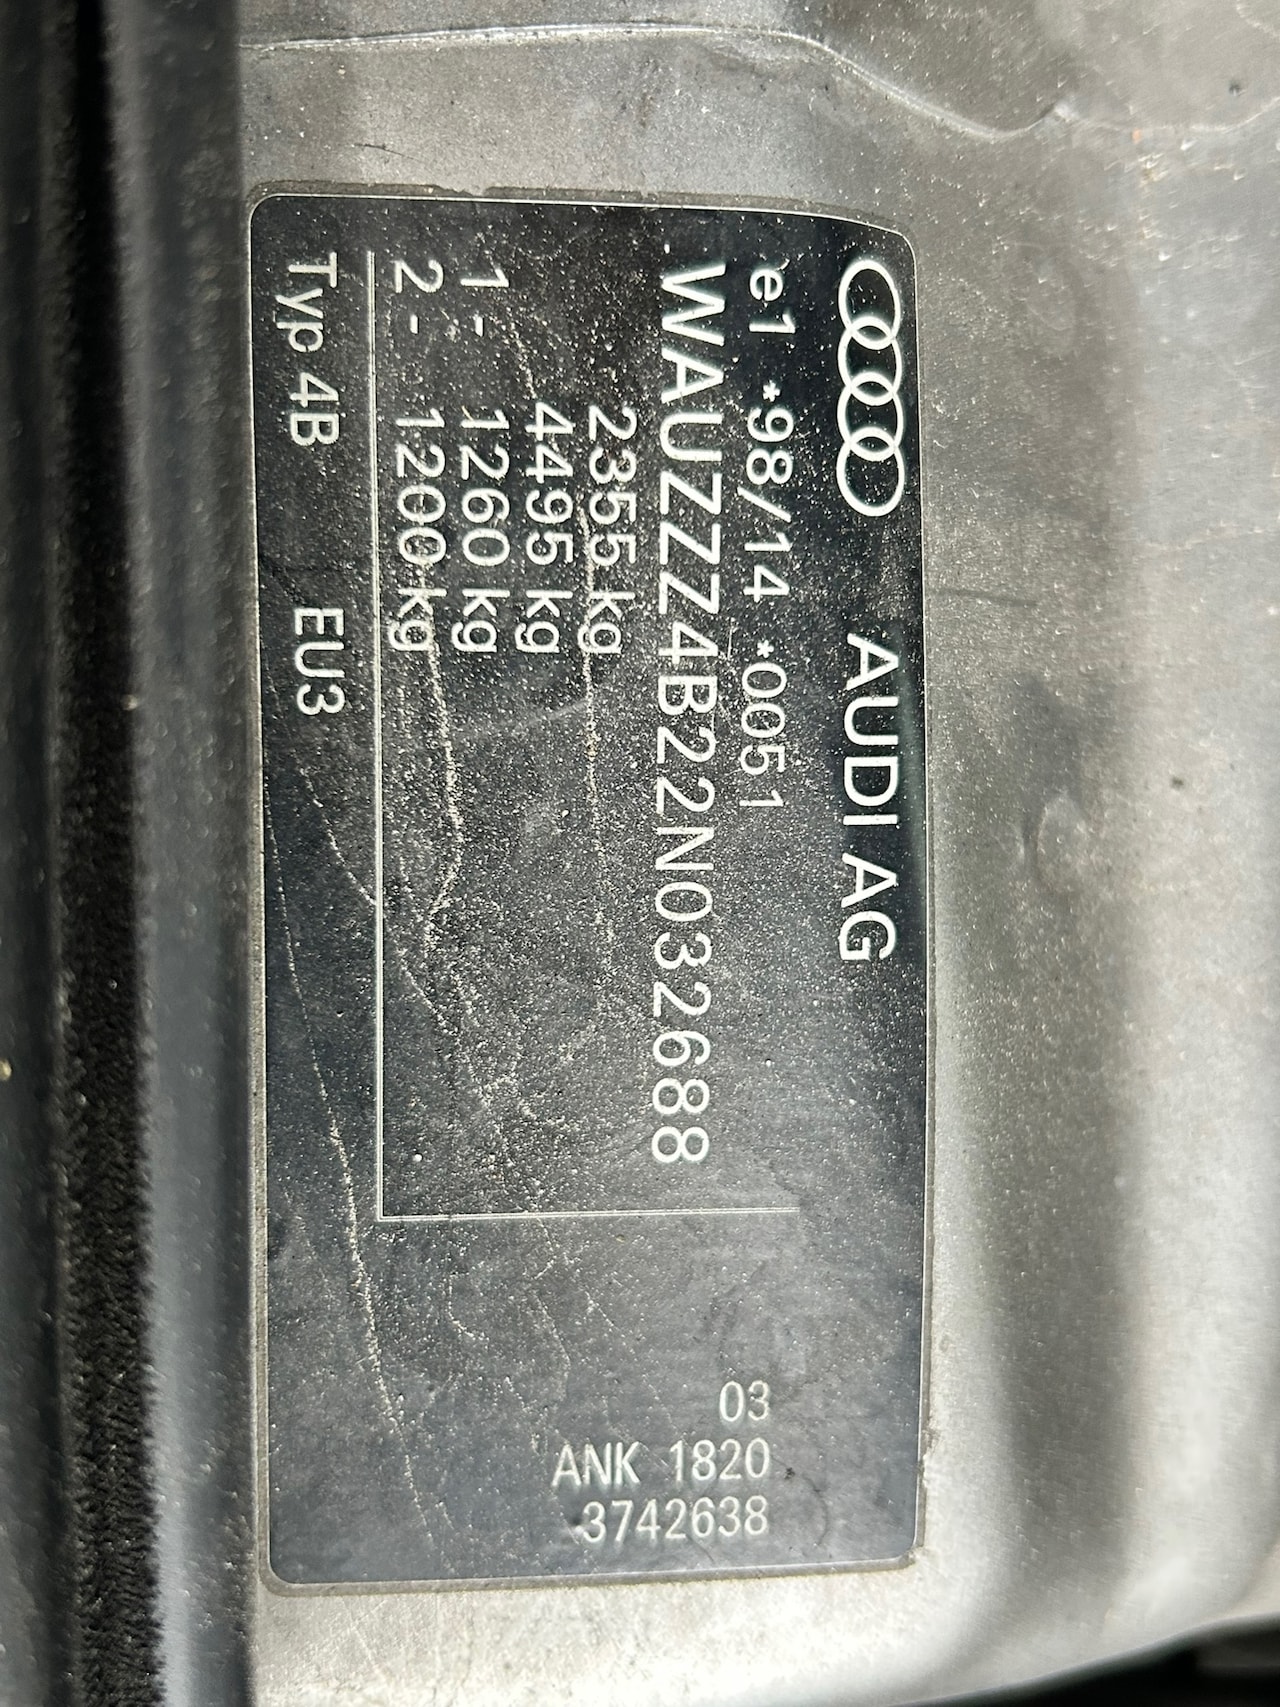 AUDI AG
e1 *98/14 *0051
WAUZZZ4B22N032688
2355 kg
4495 kg
1- 1260 kg
2- 1200 kg
Typ 4B EU3
03
ANK 1820
3742638